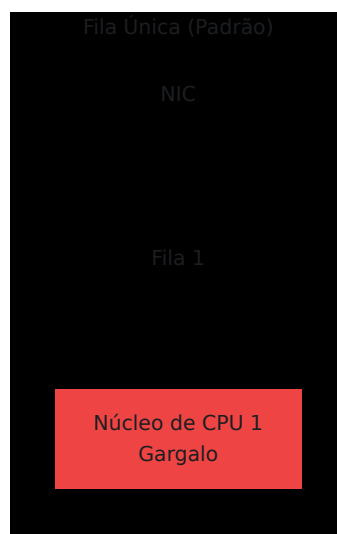 Fila Única (Padrão)
NIC
Fila 1
Núcleo de CPU 1
Gargalo